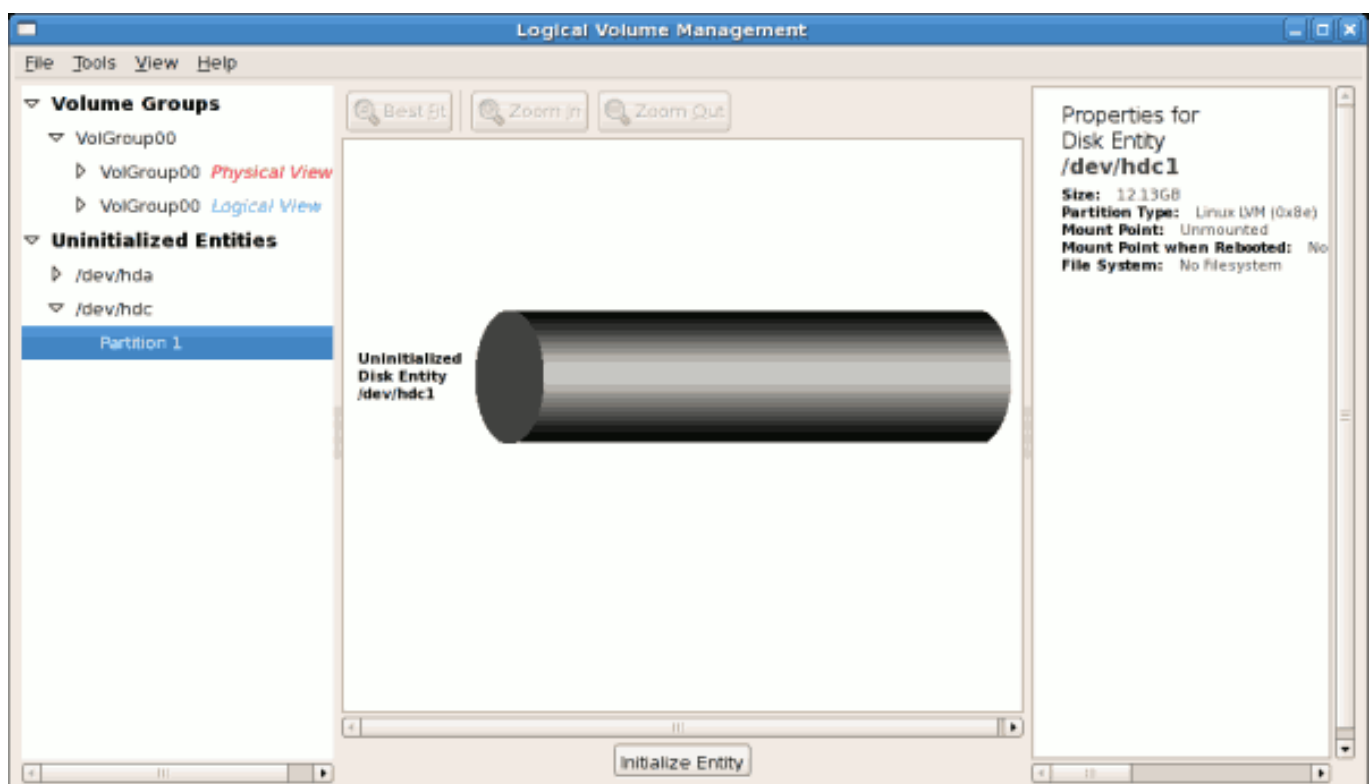 Logical Volume Management
File Tools View Help
Volume Groups
VolGroup00
VolGroup00 Physical View
VolGroup00 Logical View
Uninitialized Entities
/dev/hda
/dev/hdc
Partition 1
Best Fit Zoom In Zoom Out
Uninitialized
Disk Entity
/dev/hdc1
Initialize Entity
Properties for
Disk Entity
/dev/hdc1
Size: 12.13GB
Partition Type: Linux LVM (0x8e)
Mount Point: Unmounted
Mount Point when Rebooted: No
File System: No Filesystem